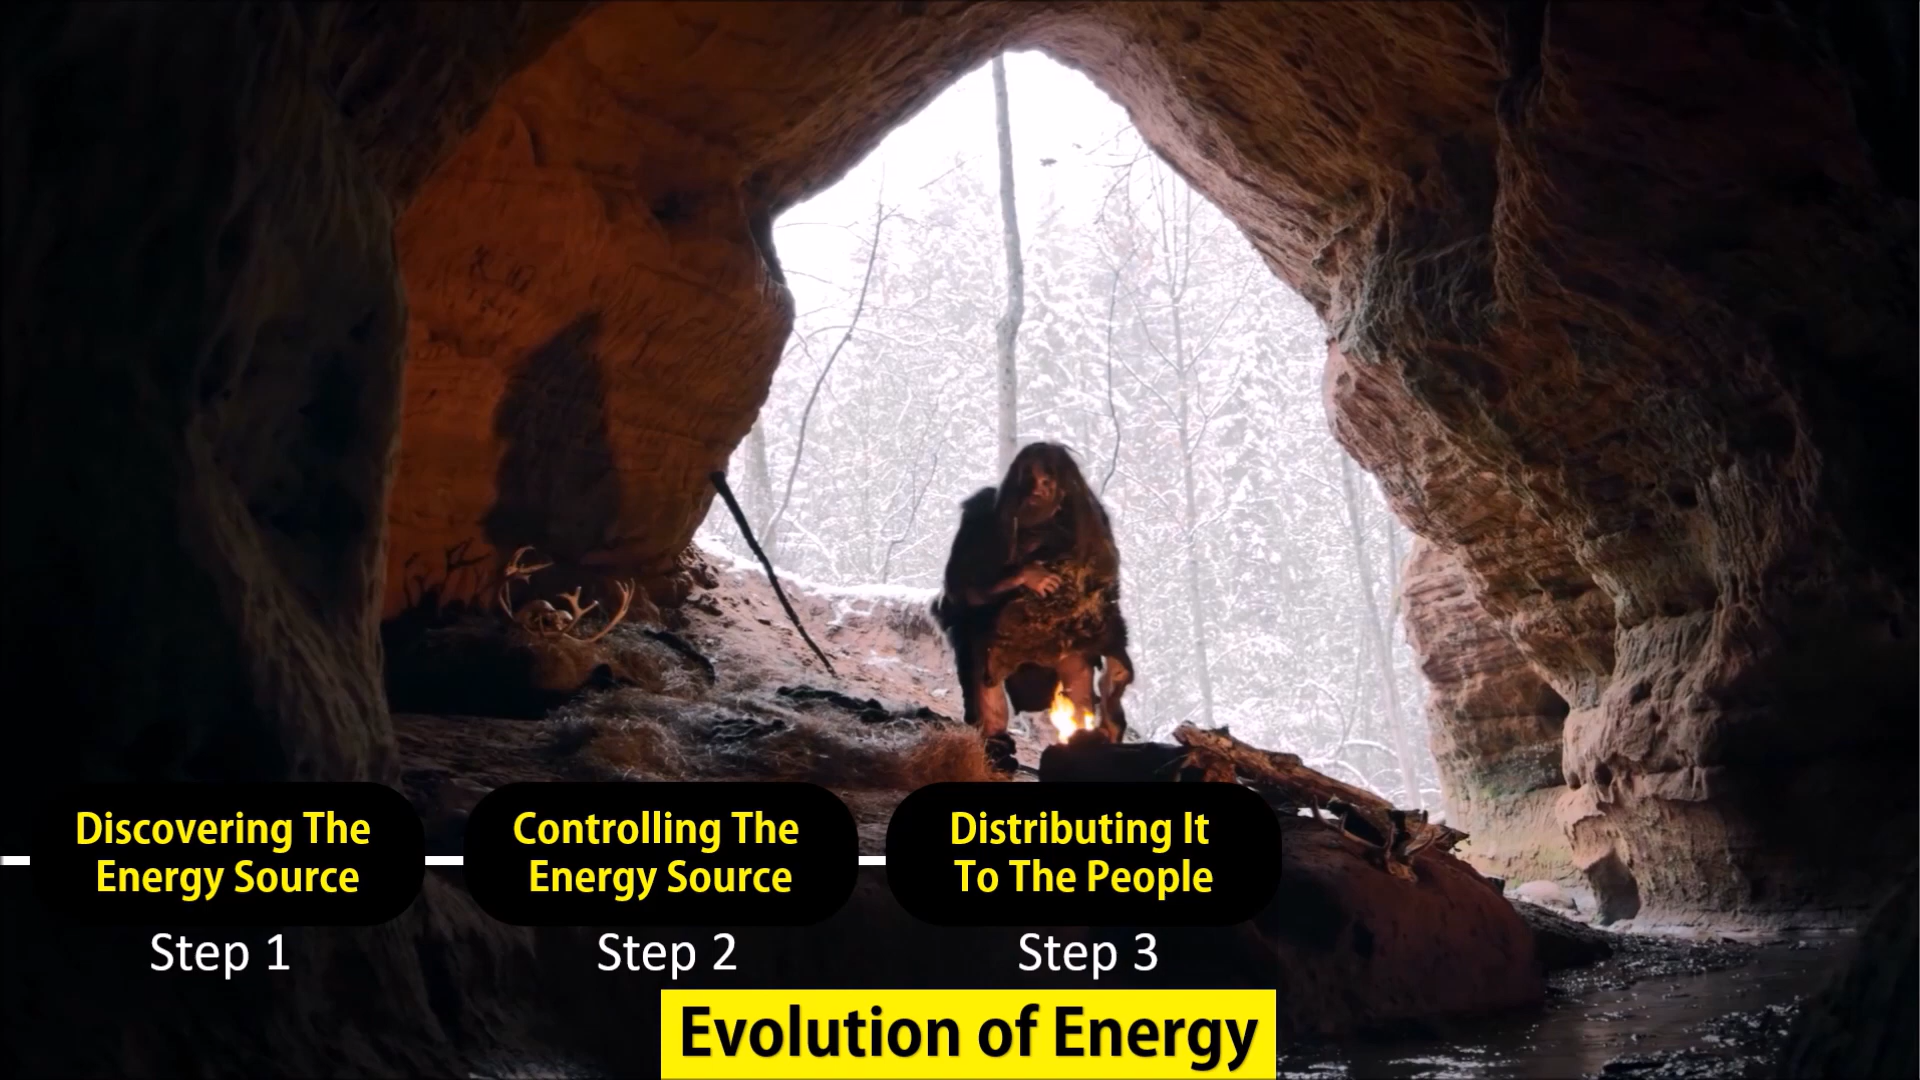 Discovering The
Energy Source
Step 1
Controlling The
Energy Source
Step 2
Distributing It
To The People
Step 3
Evolution of Energy